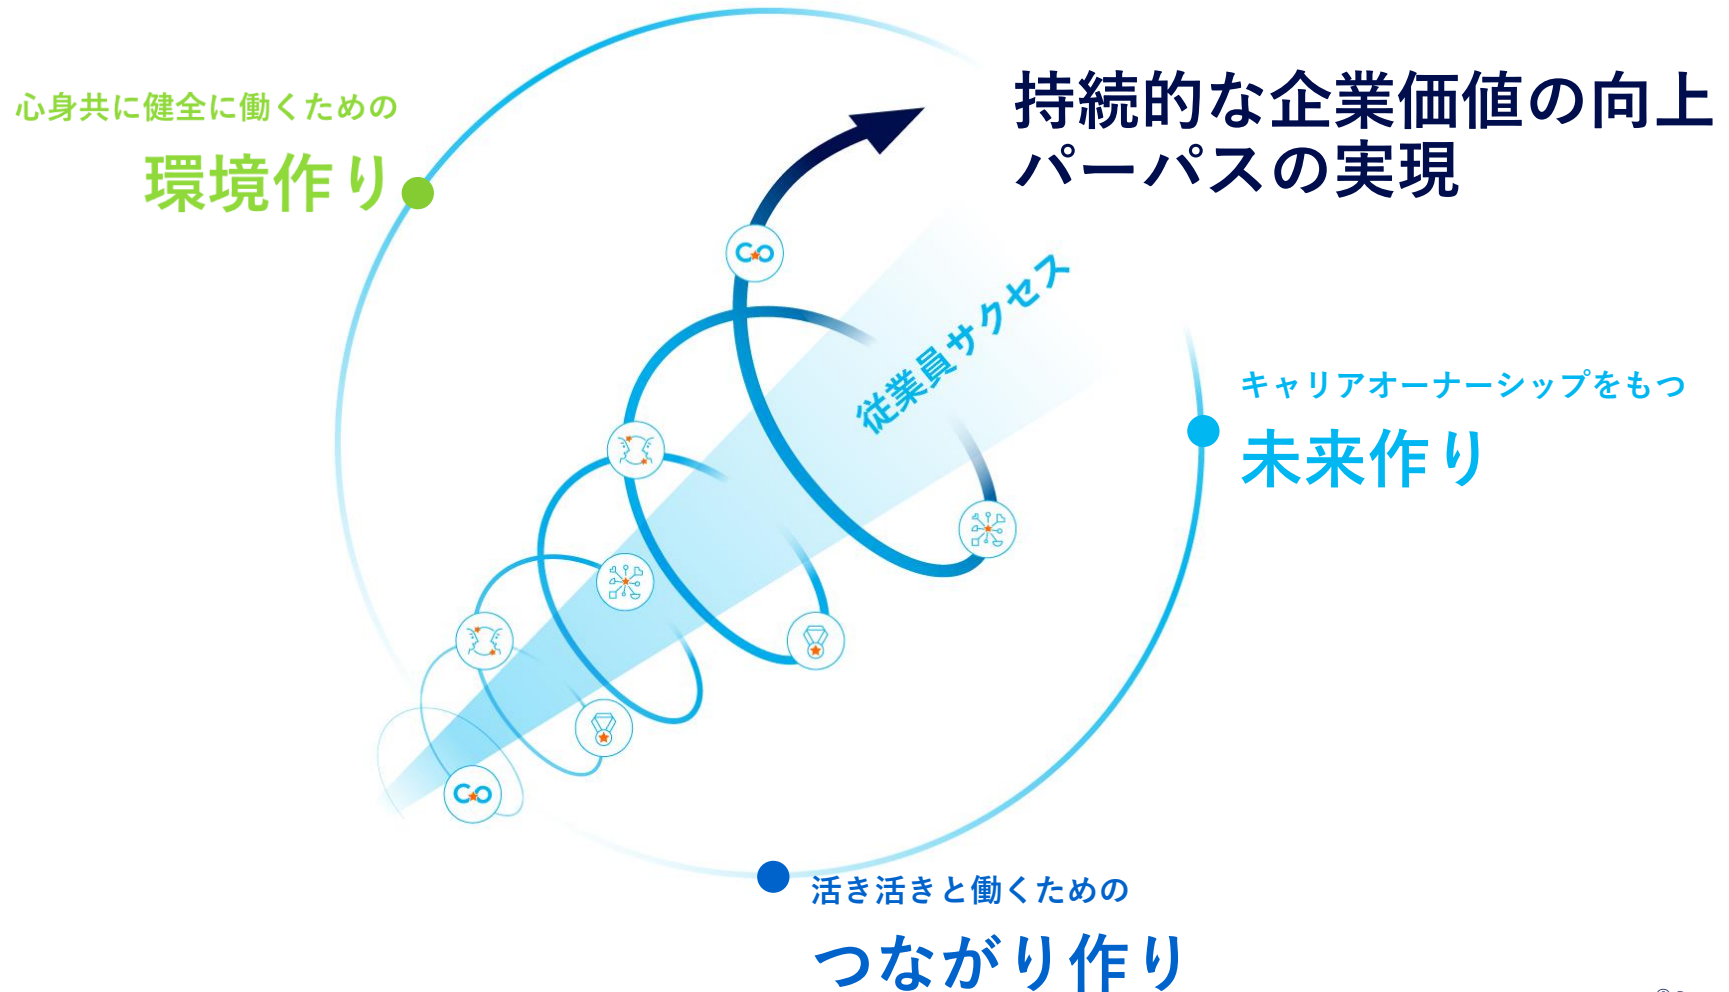 心身共に健全に働くための
環境作り
持続的な企業価値の向上
パーパスの実現
従業員サクセス
キャリアオーナーシップをもつ
未来作り
活き活きと働くための
つながり作り